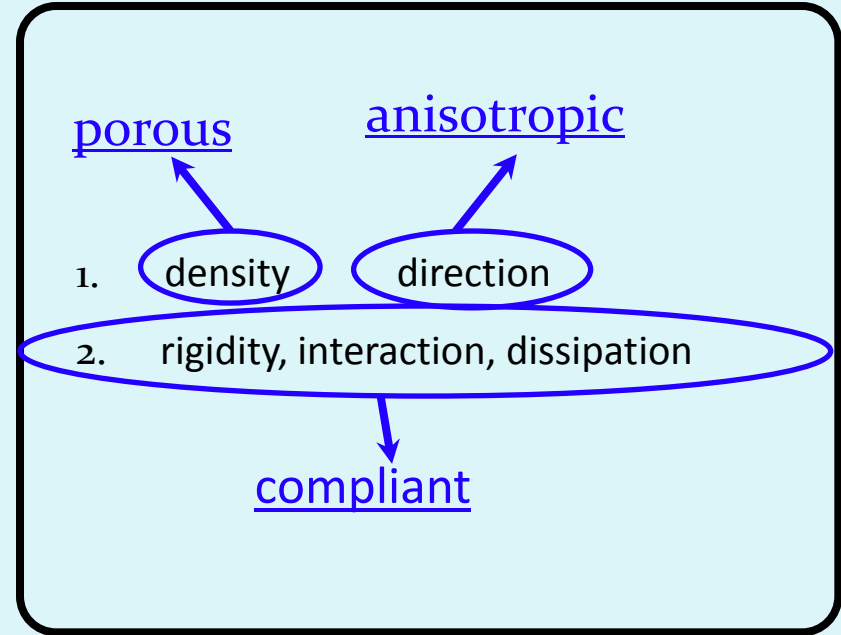 porous anisotropic
1. density direction
2. rigidity, interaction, dissipation
compliant